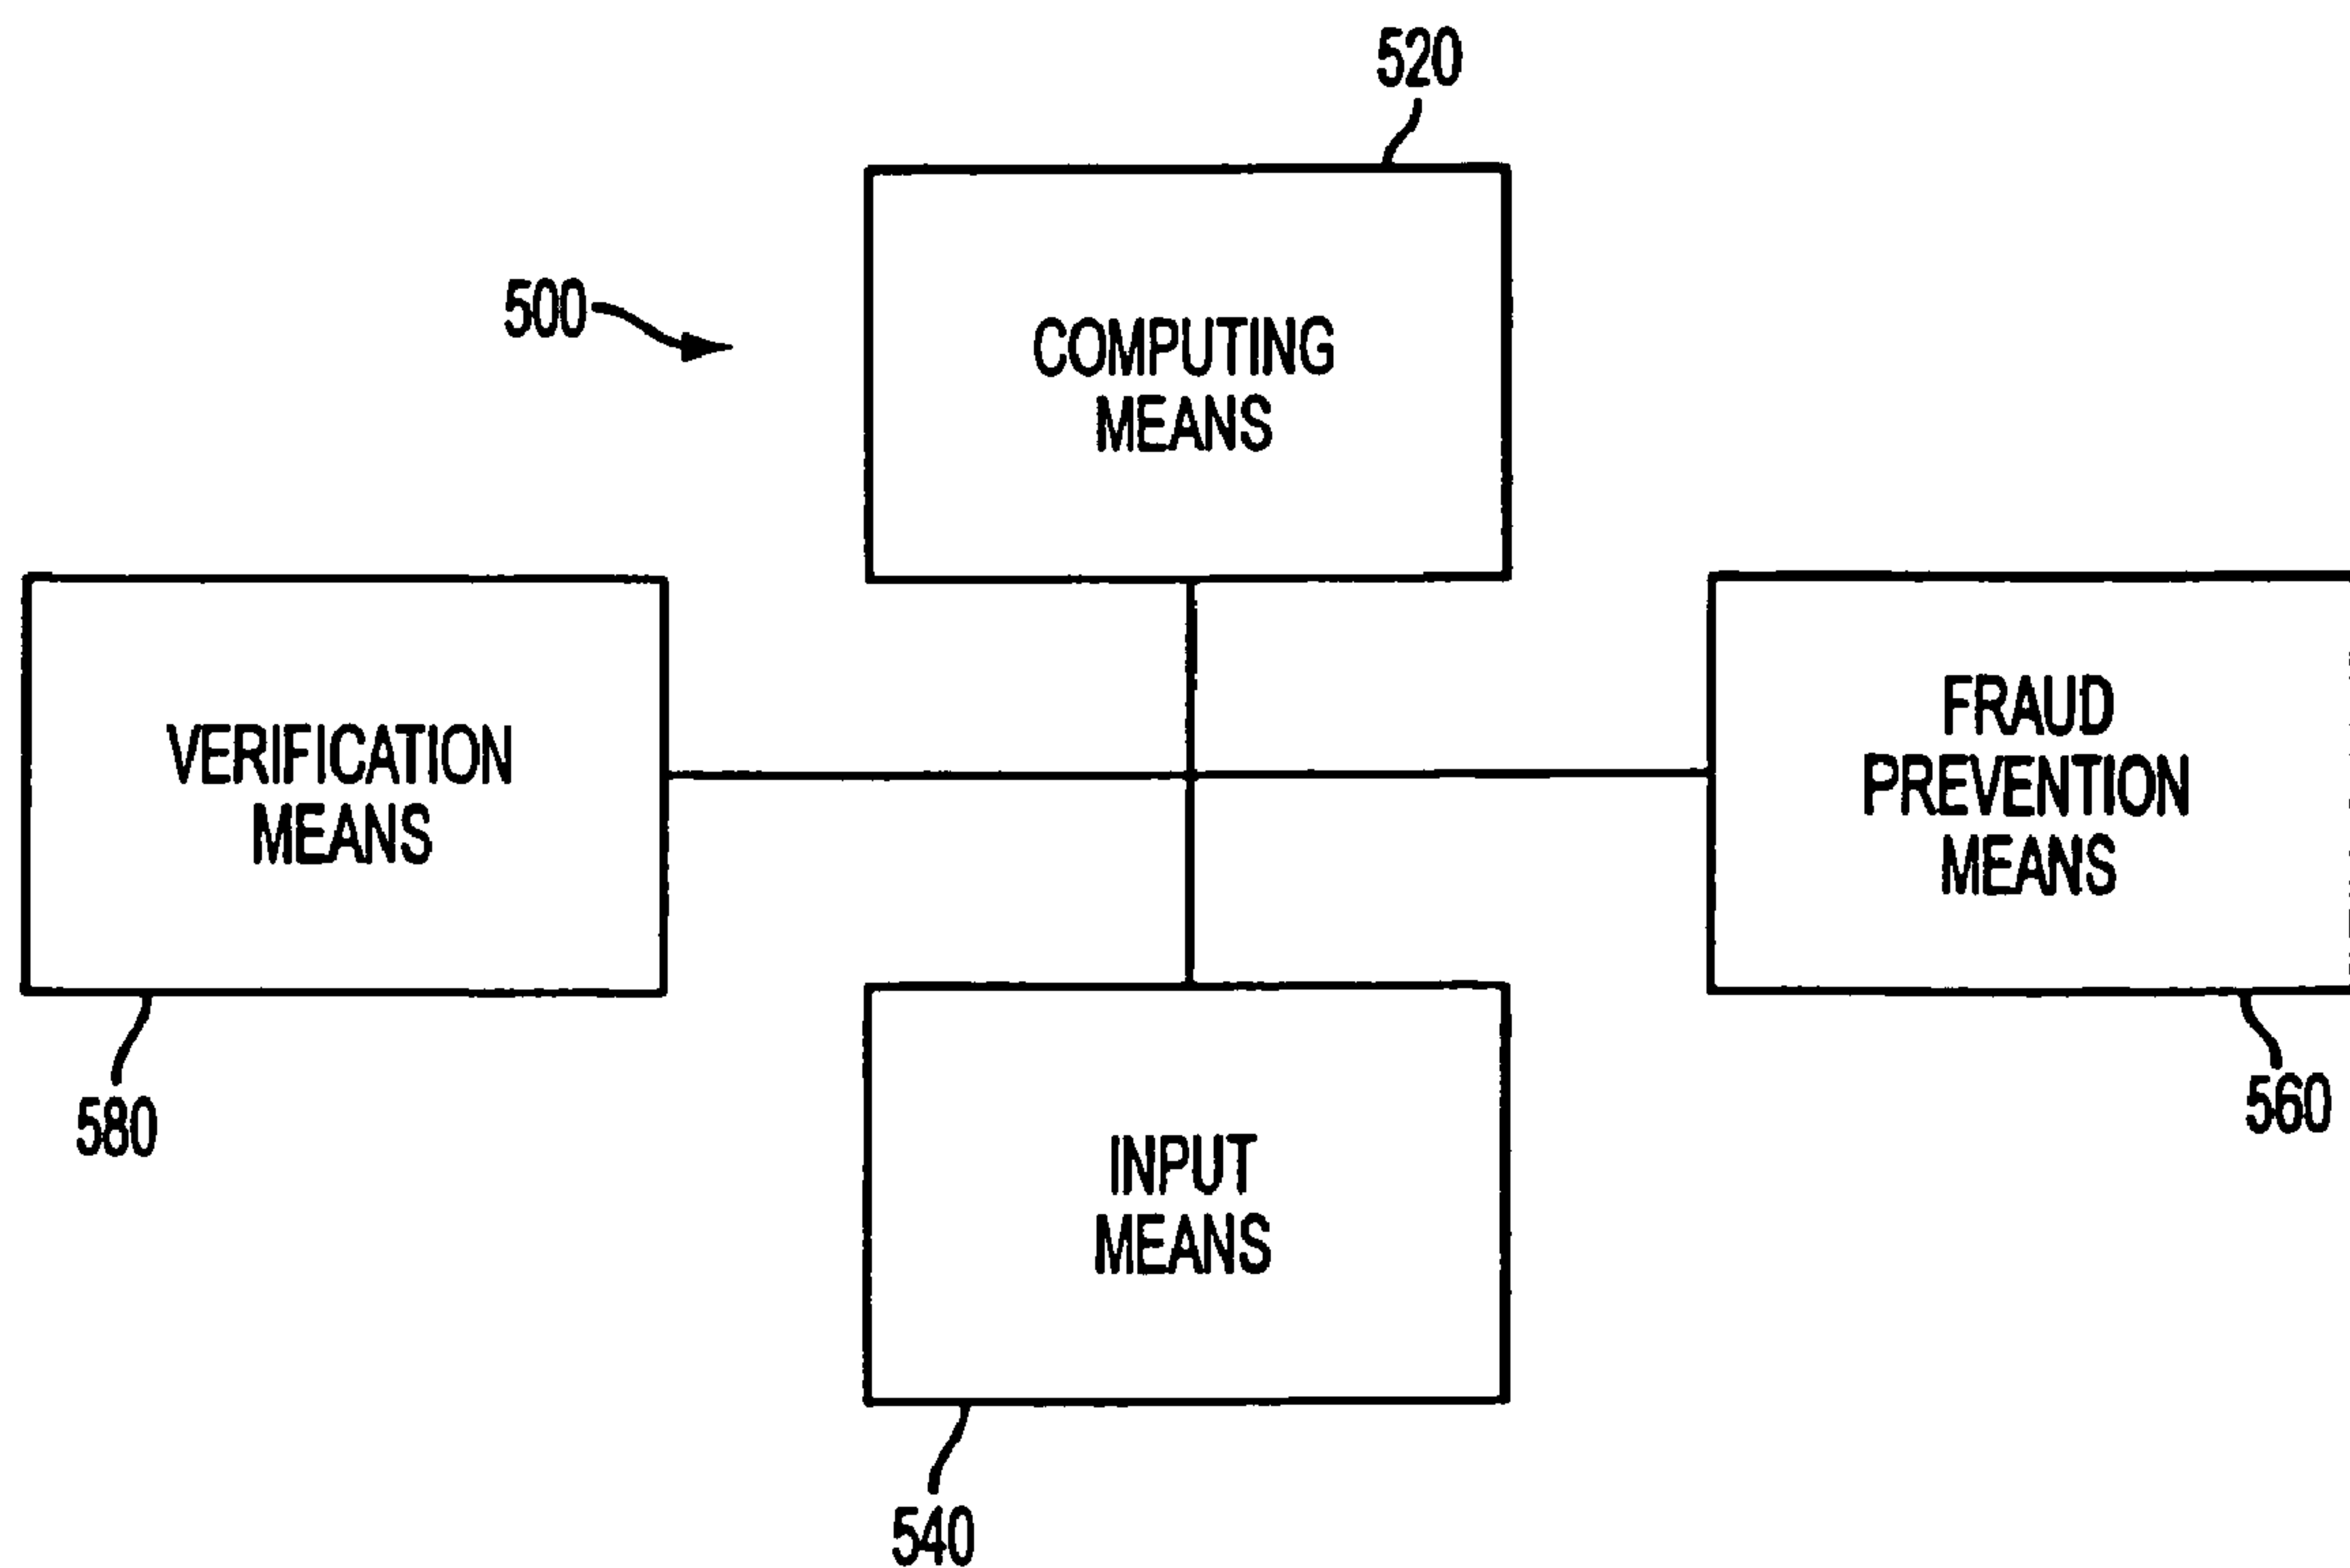 520
500
COMPUTING
MEANS
VERIFICATION
MEANS
FRAUD
PREVENTION
MEANS
580
560
INPUT
MEANS
540